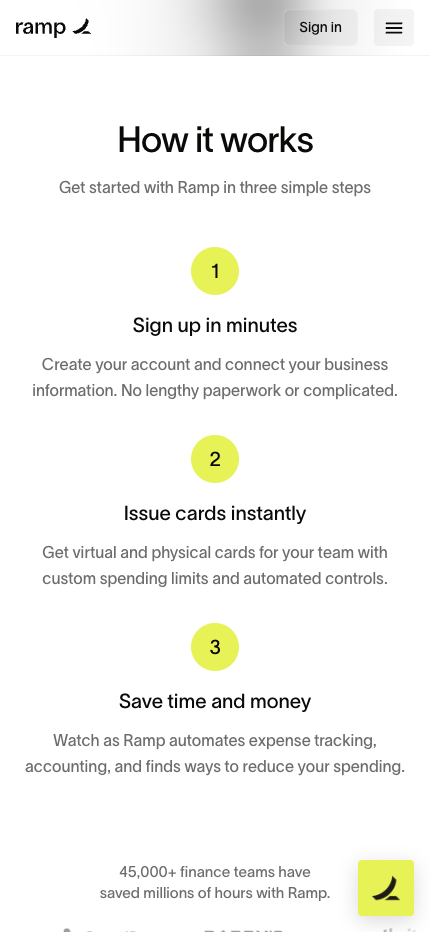 ramp
Sign in
How it works
Get started with Ramp in three simple steps
1
Sign up in minutes
Create your account and connect your business
information. No lengthy paperwork or complicated.
2
Issue cards instantly
Get virtual and physical cards for your team with
custom spending limits and automated controls.
3
Save time and money
Watch as Ramp automates expense tracking,
accounting, and finds ways to reduce your spending.
45,000+ finance teams have
saved millions of hours with Ramp.